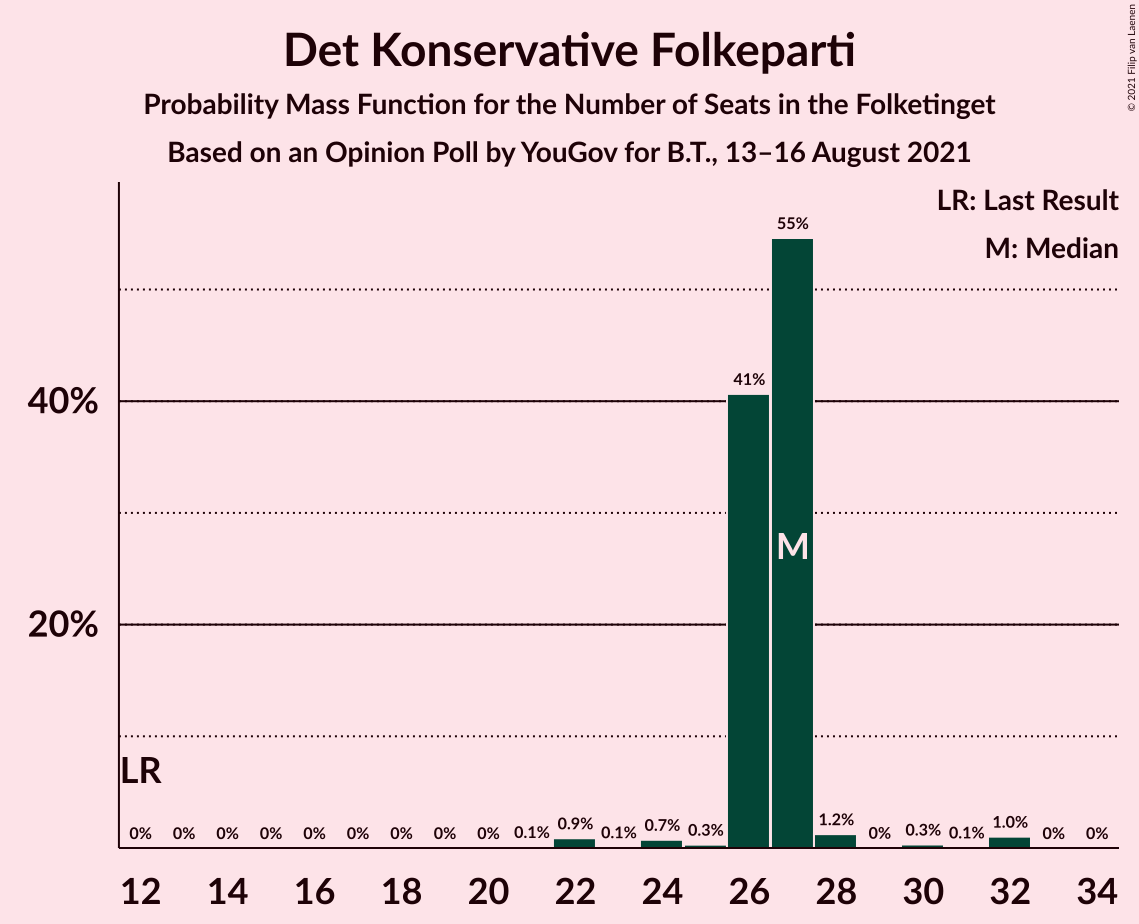 Det Konservative Folkeparti
Probability Mass Function for the Number of Seats in the Folketinget
Based on an Opinion Poll by YouGov for B.T., 13–16 August 2021
© 2021 Filip van Laenen
LR: Last Result
M: Median
55%
41%
40%
M
20%
LR
0% 0% 0% 0% 0% 0% 0% 0% 0% 0.1% 0.9% 0.1% 0.7% 0.3% 1.2% 0% 0.3% 0.1% 1.0% 0% 0%
12 14 16 18 20 22 24 26 28 30 32 34